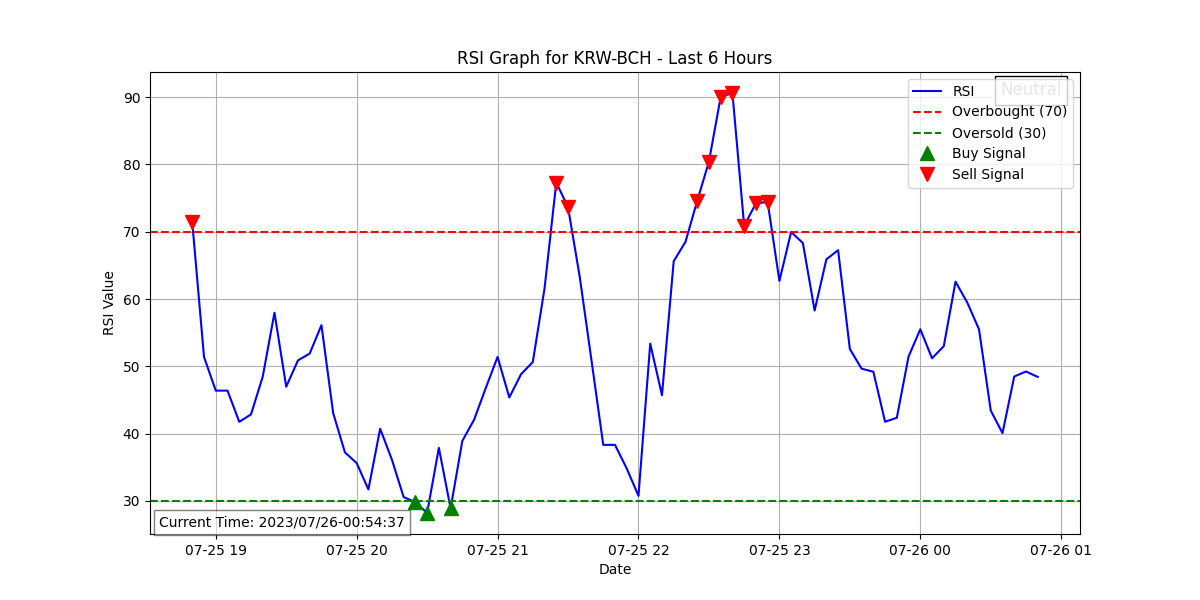 RSI Graph for KRW-BCH - Last 6 Hours
RSI Value
90
80
70
60
50
40
30
RSI
Overbought (70)
Oversold (30)
Buy Signal
Sell Signal
Neutral
Current Time: 2023/07/26-00:54:37
07-25 19
07-25 20
07-25 21
07-25 22
07-25 23
07-26 00
07-26 01
Date